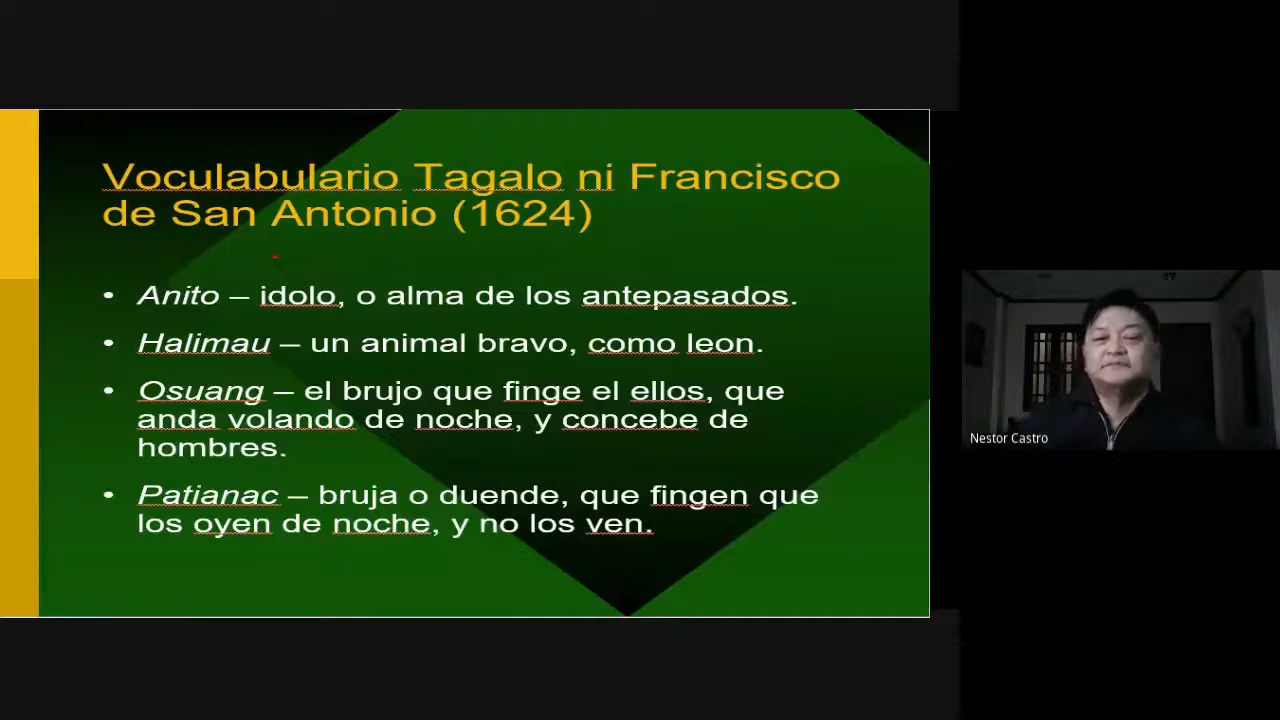 Voculabulario Tagalo ni Francisco
de San Antonio (1624)
• Anito – idolo, o alma de los antepasados.
• Halimau – un animal bravo, como leon.
• Osuang – el brujo que finge el ellos, que
anda volando de noche, y concebe de
hombres.
• Patianac – bruja o duende, que fingen que
los oyen de noche, y no los ven.
Nestor Castro